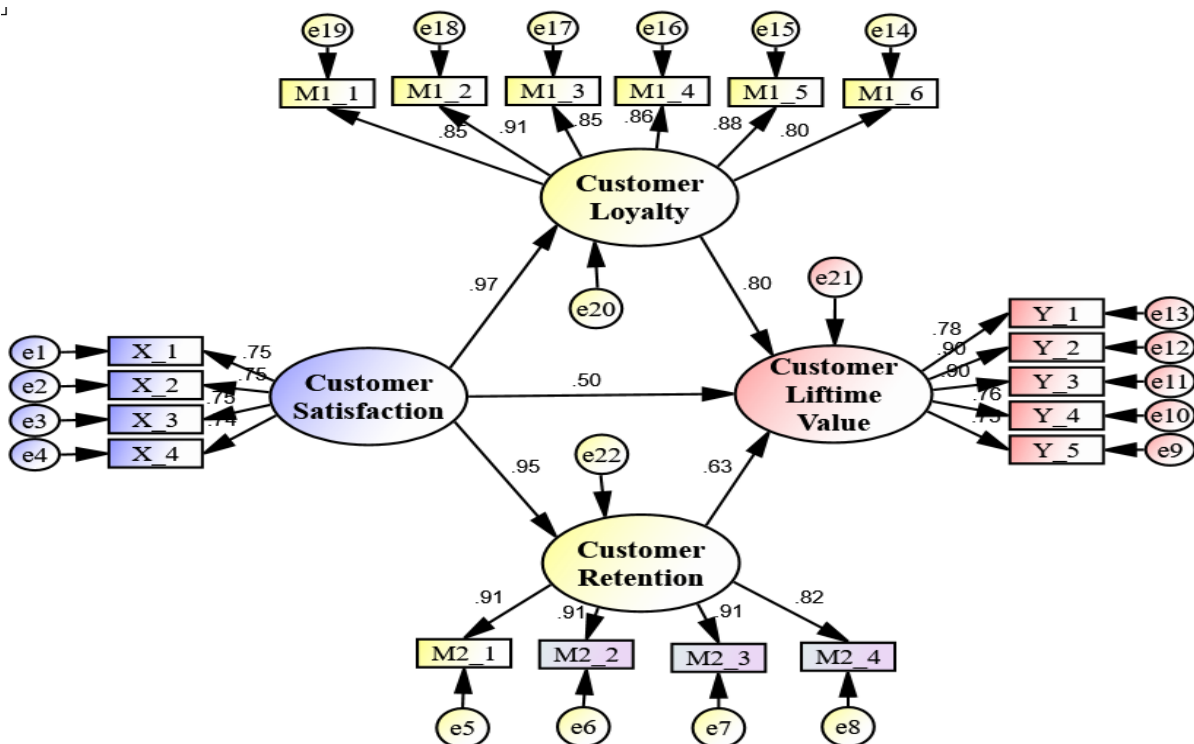 e19
e18
e17
e16
e15
e14
M1_1
M1_2
M1_3
M1_4
M1_5
M1_6
.85
.91
.85
.86
.88
.80
Customer
Loyalty
.97
e20
.80
e21
e1
X_1
.75
e2
X_2
.75
e3
X_3
.75
e4
X_4
.74
Customer
Satisfaction
.50
Customer
Liftime
Value
.78
Y_1
e13
.90
Y_2
e12
.90
Y_3
e11
.76
Y_4
e10
Y_5
e9
.95
e22
.63
Customer
Retention
.91
.91
.91
.82
M2_1
M2_2
M2_3
M2_4
e5
e6
e7
e8